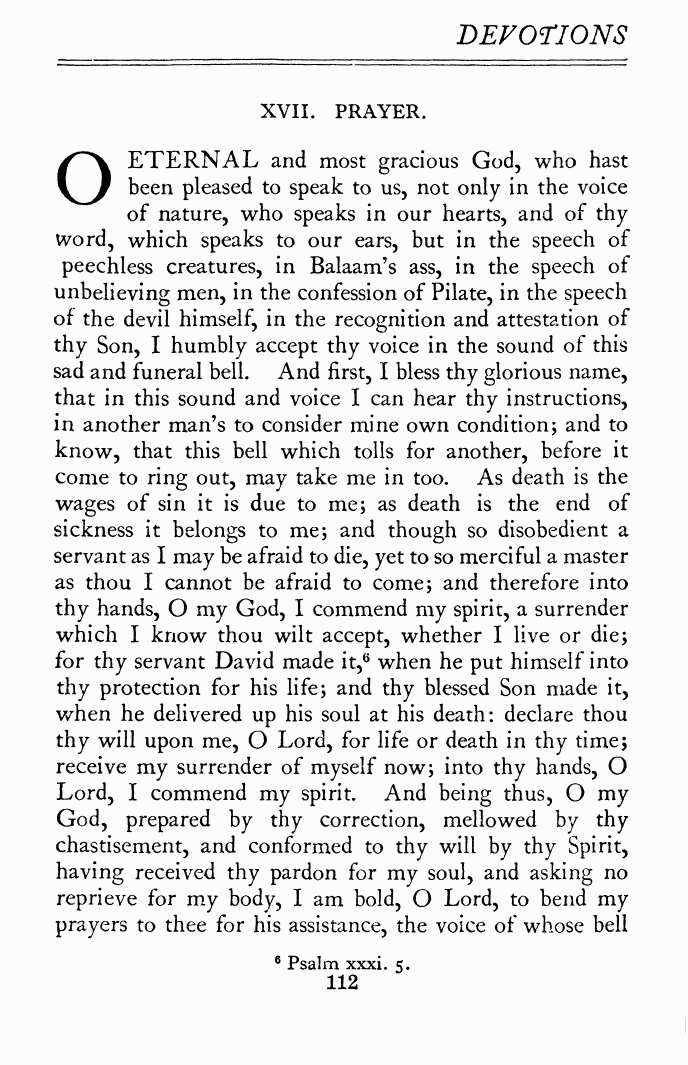 DEVOTIONS
XVII. PRAYER.
O ETERNAL and most gracious God, who hast
been pleased to speak to us, not only in the voice
of nature, who speaks in our hearts, and of thy
word, which speaks to our ears, but in the speech of
peechless creatures, in Balaam's ass, in the speech of
unbelieving men, in the confession of Pilate, in the speech
of the devil himself, in the recognition and attestation of
thy Son, I humbly accept thy voice in the sound of this
sad and funeral bell. And first, I bless thy glorious name,
that in this sound and voice I can hear thy instructions,
in another man's to consider mine own condition; and to
know, that this bell which tolls for another, before it
come to ring out, may take me in too. As death is the
wages of sin it is due to me; as death is the end of
sickness it belongs to me; and though so disobedient a
servant as I may be afraid to die, yet to so merciful a master
as thou I cannot be afraid to come; and therefore into
thy hands, O my God, I commend my spirit, a surrender
which I know thou wilt accept, whether I live or die;
for thy servant David made it,⁶ when he put himself into
thy protection for his life; and thy blessed Son made it,
when he delivered up his soul at his death: declare thou
thy will upon me, O Lord, for life or death in thy time;
receive my surrender of myself now; into thy hands, O
Lord, I commend my spirit. And being thus, O my
God, prepared by thy correction, mellowed by thy
chastisement, and conformed to thy will by thy Spirit,
having received thy pardon for my soul, and asking no
reprieve for my body, I am bold, O Lord, to bend my
prayers to thee for his assistance, the voice of whose bell
⁶ Psalm xxxi. 5.
112